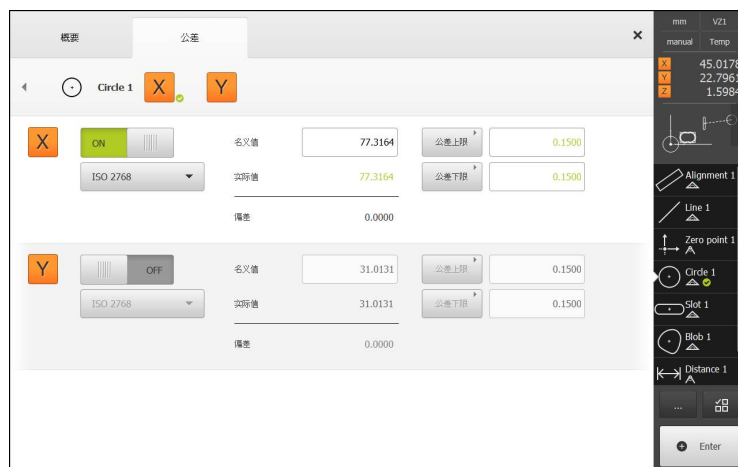 概要 公差
Circle 1 X Y
X ON 名义值 77.3164 公差上限 0.1500
ISO 2768 实际值 77.3164 公差下限 0.1500
偏差 0.0000
Y OFF 名义值 31.0131 公差上限 0.1500
ISO 2768 实际值 31.0131 公差下限 0.1500
偏差 0.0000
mm VZ1
manual Temp
X 45.0178
Y 22.7961
Z 1.5984
Alignment 1
Line 1
Zero point 1
Circle 1
Slot 1
Blob 1
Distance 1
...
Enter